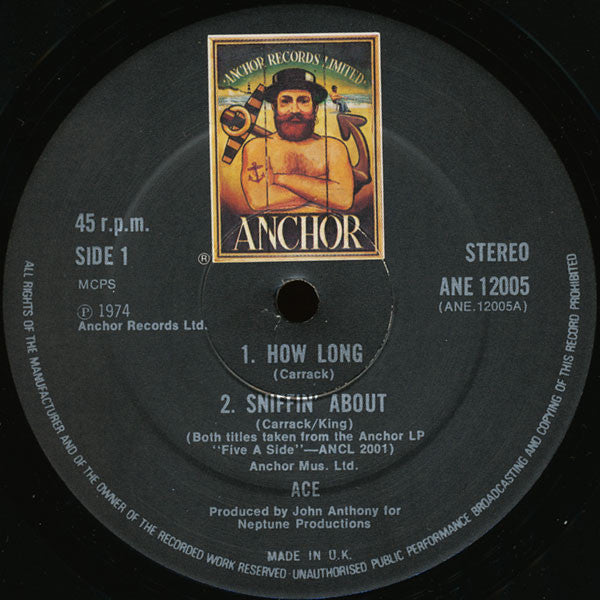 ANCHOR RECORDS LIMITED
ANCHOR
®
45 r.p.m.
SIDE 1
MCPS
℗ 1974
Anchor Records Ltd.
STEREO
ANE 12005
(ANE.12005A)
1. HOW LONG
(Carrack)
2. SNIFFIN' ABOUT
(Carrack/King)
(Both titles taken from the Anchor LP
"Five A Side"—ANCL 2001)
Anchor Mus. Ltd.
ACE
Produced by John Anthony for
Neptune Productions
MADE IN U.K.
ALL RIGHTS OF THE MANUFACTURER AND OF THE OWNER OF THE RECORDED WORK RESERVED · UNAUTHORISED PUBLIC PERFORMANCE BROADCASTING AND COPYING OF THIS RECORD PROHIBITED